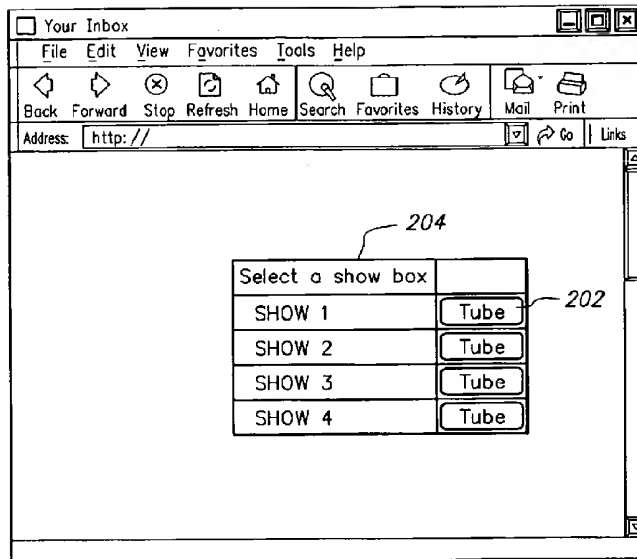 Your Inbox
File Edit View Favorites Tools Help
Back Forward Stop Refresh Home Search Favorites History Mail Print
Address: http:// Go Links
204
Select a show box
SHOW 1 Tube 202
SHOW 2 Tube
SHOW 3 Tube
SHOW 4 Tube